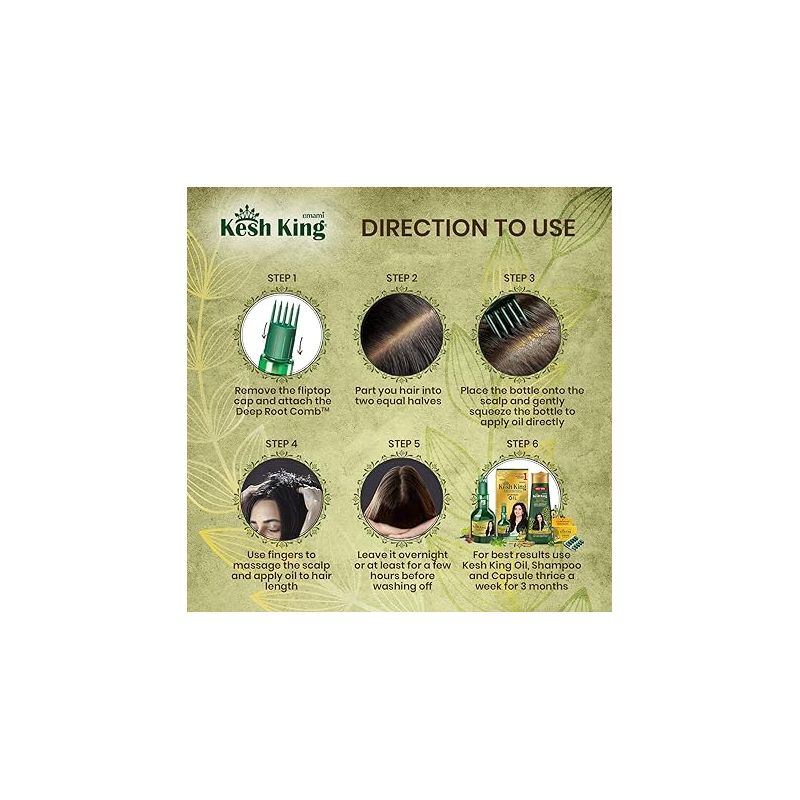 emami
Kesh King
DIRECTION TO USE
STEP 1
Remove the fliptop
cap and attach the
Deep Root Comb™
STEP 2
Part you hair into
two equal halves
STEP 3
Place the bottle onto the
scalp and gently
squeeze the bottle to
apply oil directly
STEP 4
Use fingers to
massage the scalp
and apply oil to hair
length
STEP 5
Leave it overnight
or at least for a few
hours before
washing off
STEP 6
1
Kesh King
OIL
For best results use
Kesh King Oil, Shampoo
and Capsule thrice a
week for 3 months